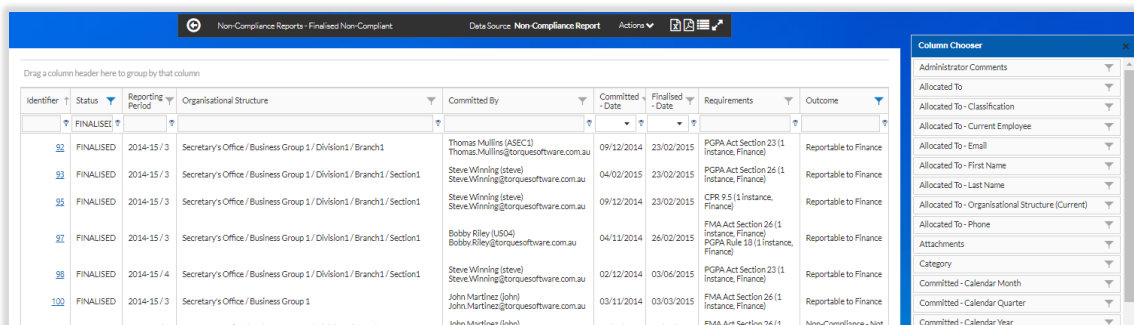 Non-Compliance Reports - Finalised Non-Compliant Data Source Non-Compliance Report Actions
Column Chooser
Drag a column header here to group by that column
Identifier Status Reporting Period Organisational Structure Committed By Committed - Date Finalised - Date Requirements Outcome
FINALISED
92 FINALISED 2014-15 / 3 Secretary's Office / Business Group 1 / Division1 / Branch1 Thomas Mullins (ASEC1) Thomas.Mullins@torquesoftware.com.au 09/12/2014 23/02/2015 PGPA Act Section 23 (1 instance, Finance) Reportable to Finance
93 FINALISED 2014-15 / 3 Secretary's Office / Business Group 1 / Division1 / Branch1 / Section1 Steve Winning (steve) Steve.Winning@torquesoftware.com.au 04/02/2015 23/02/2015 PGPA Act Section 26 (1 instance, Finance) Reportable to Finance
95 FINALISED 2014-15 / 3 Secretary's Office / Business Group 1 / Division1 / Branch1 / Section1 Steve Winning (steve) Steve.Winning@torquesoftware.com.au 09/12/2014 23/02/2015 CPR 9.5 (1 instance, Finance) Reportable to Finance
97 FINALISED 2014-15 / 3 Secretary's Office / Business Group 1 / Division1 / Branch1 / Section1 Bobby Riley (US04) Bobby.Riley@torquesoftware.com.au 04/11/2014 26/02/2015 FMA Act Section 26 (1 instance, Finance) PGPA Rule 18 (1 instance, Finance) Reportable to Finance
98 FINALISED 2014-15 / 4 Secretary's Office / Business Group 1 / Division1 / Branch1 / Section1 Steve Winning (steve) Steve.Winning@torquesoftware.com.au 02/12/2014 03/06/2015 PGPA Act Section 23 (1 instance, Finance) Reportable to Finance
100 FINALISED 2014-15 / 3 Secretary's Office / Business Group 1 John Martinez (john) John.Martinez@torquesoftware.com.au 03/11/2014 03/03/2015 FMA Act Section 26 (1 instance, Finance) Reportable to Finance
John Martinez (john) FMA Act Section 26 (1 Non-Compliance - Not
Administrator Comments
Allocated To
Allocated To - Classification
Allocated To - Current Employee
Allocated To - Email
Allocated To - First Name
Allocated To - Last Name
Allocated To - Organisational Structure (Current)
Allocated To - Phone
Attachments
Category
Committed - Calendar Month
Committed - Calendar Quarter
Committed - Calendar Year